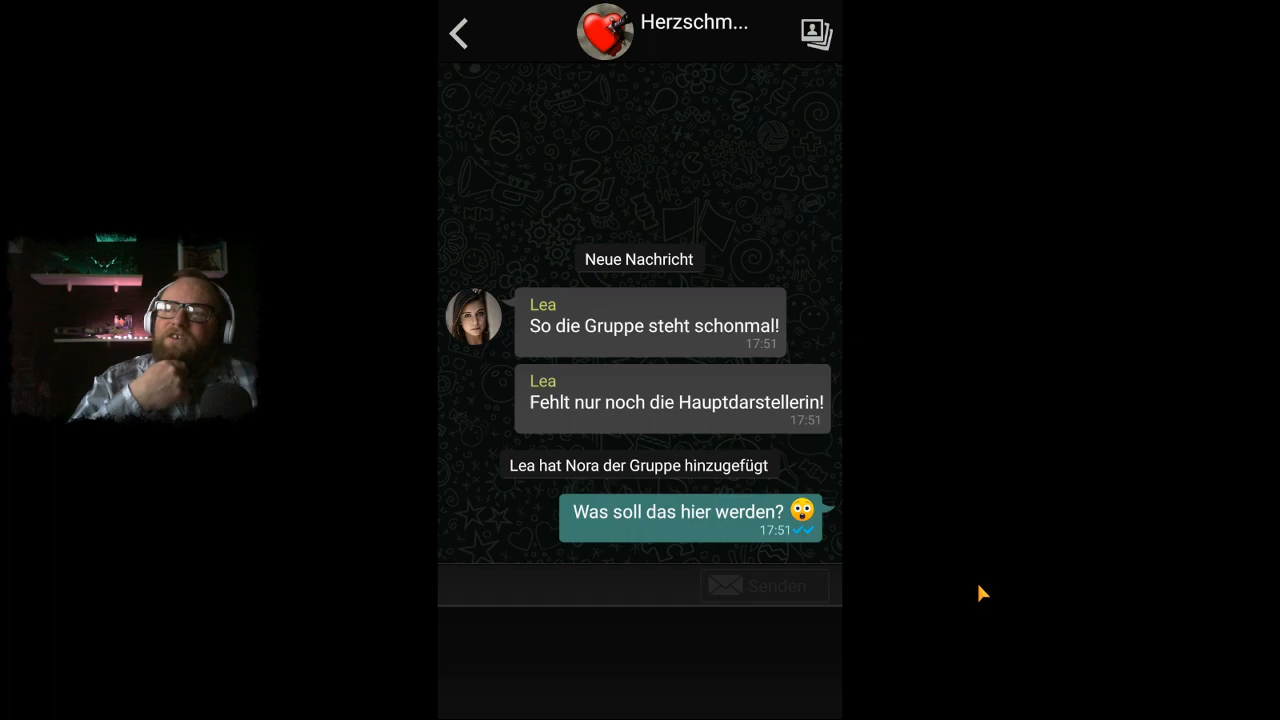 Herzschm...
Neue Nachricht
Lea
So die Gruppe steht schonmal!
17:51
Lea
Fehlt nur noch die Hauptdarstellerin!
17:51
Lea hat Nora der Gruppe hinzugefügt
Was soll das hier werden? 😲
17:51
Senden